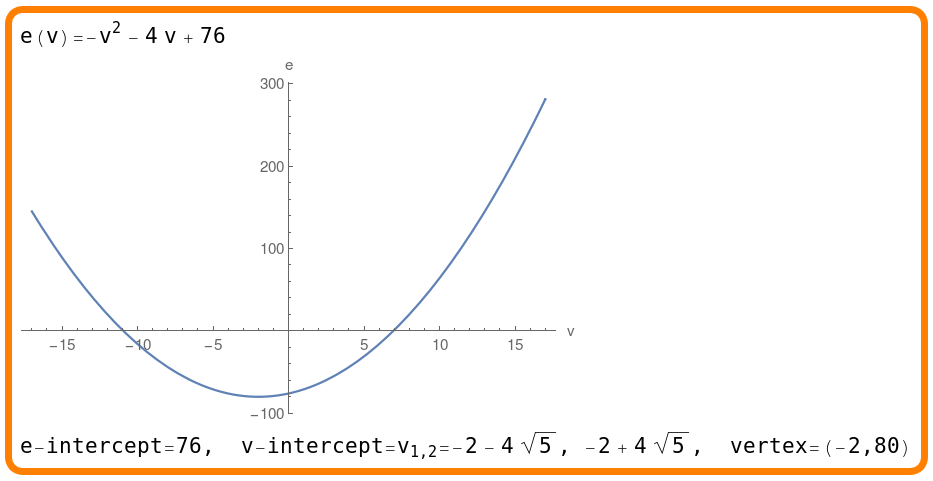 e(v)=-v² - 4 v + 76
e
300
200
100
v
-15 -10 -5 5 10 15
-100
e-intercept=76, v-intercept=v₁,₂=-2 - 4 √5, -2 + 4 √5, vertex=(-2,80)